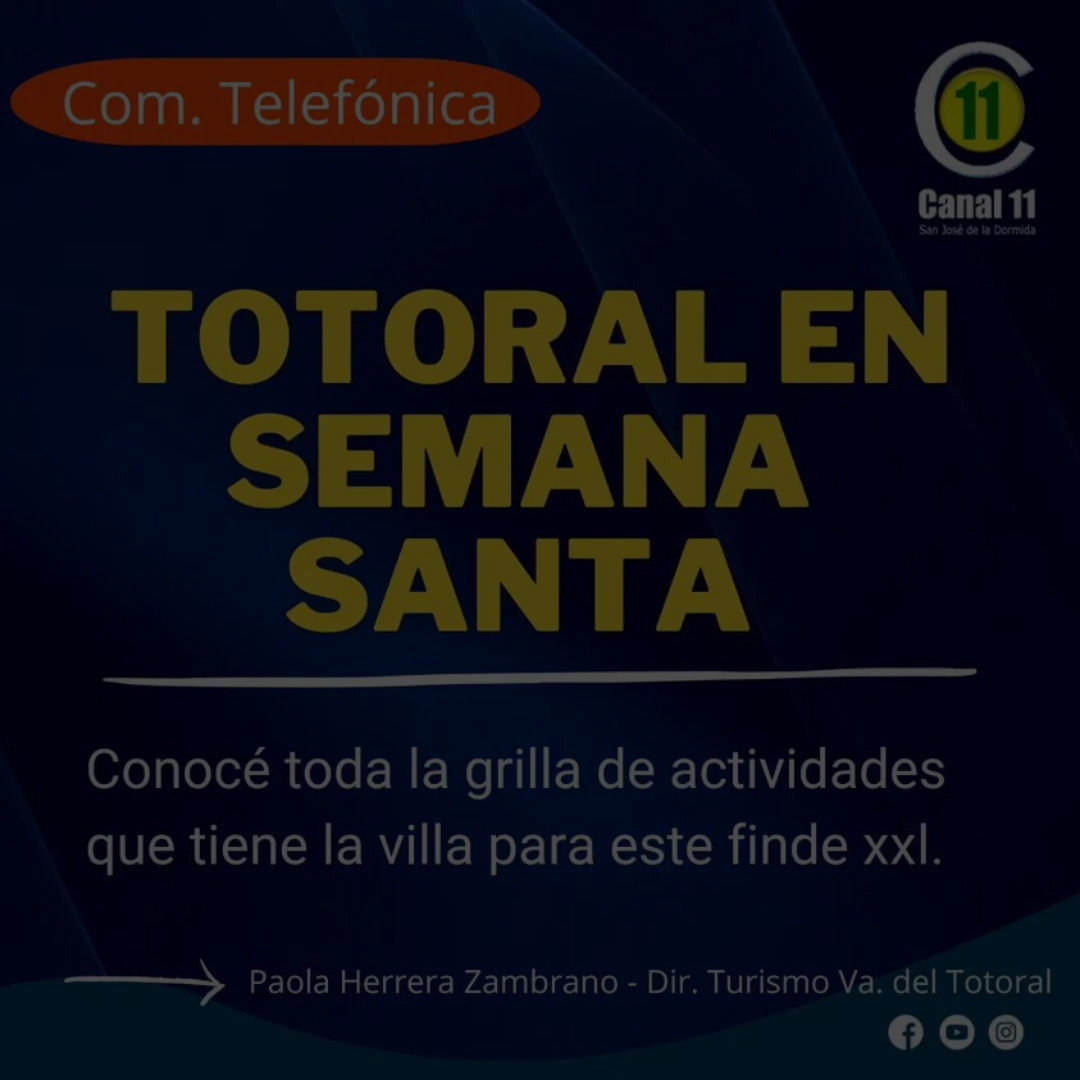 Com. Telefónica
11
Canal 11
San José de la Dormida
TOTORAL EN
SEMANA
SANTA
Conocé toda la grilla de actividades
que tiene la villa para este finde xxl.
Paola Herrera Zambrano - Dir. Turismo Va. del Totoral